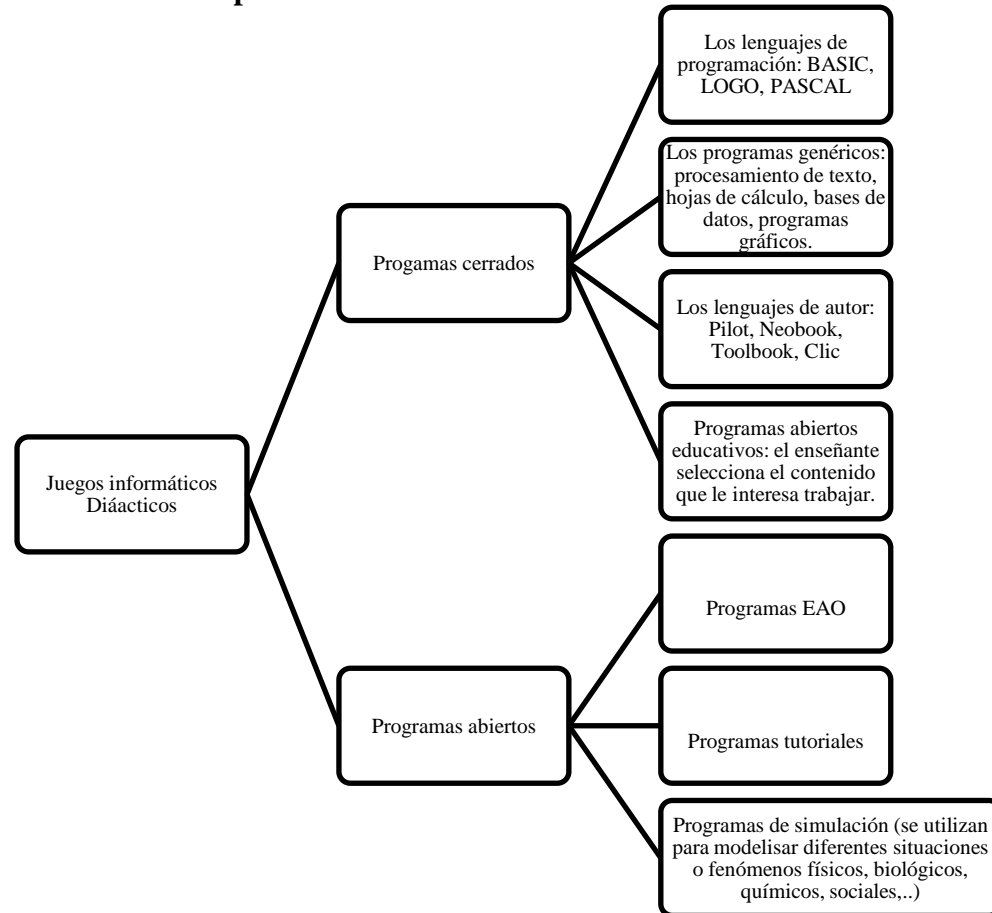 Los lenguajes de
programación: BASIC,
LOGO, PASCAL
Los programas genéricos:
procesamiento de texto,
hojas de cálculo, bases de
datos, programas
gráficos.
Progamas cerrados
Los lenguajes de autor:
Pilot, Neobook,
Toolbook, Clic
Programas abiertos
educativos: el enseñante
selecciona el contenido
que le interesa trabajar.
Juegos informáticos
Diáacticos
Programas EAO
Programas abiertos
Programas tutoriales
Programas de simulación (se utilizan
para modelisar diferentes situaciones
o fenómenos físicos, biológicos,
químicos, sociales,..)